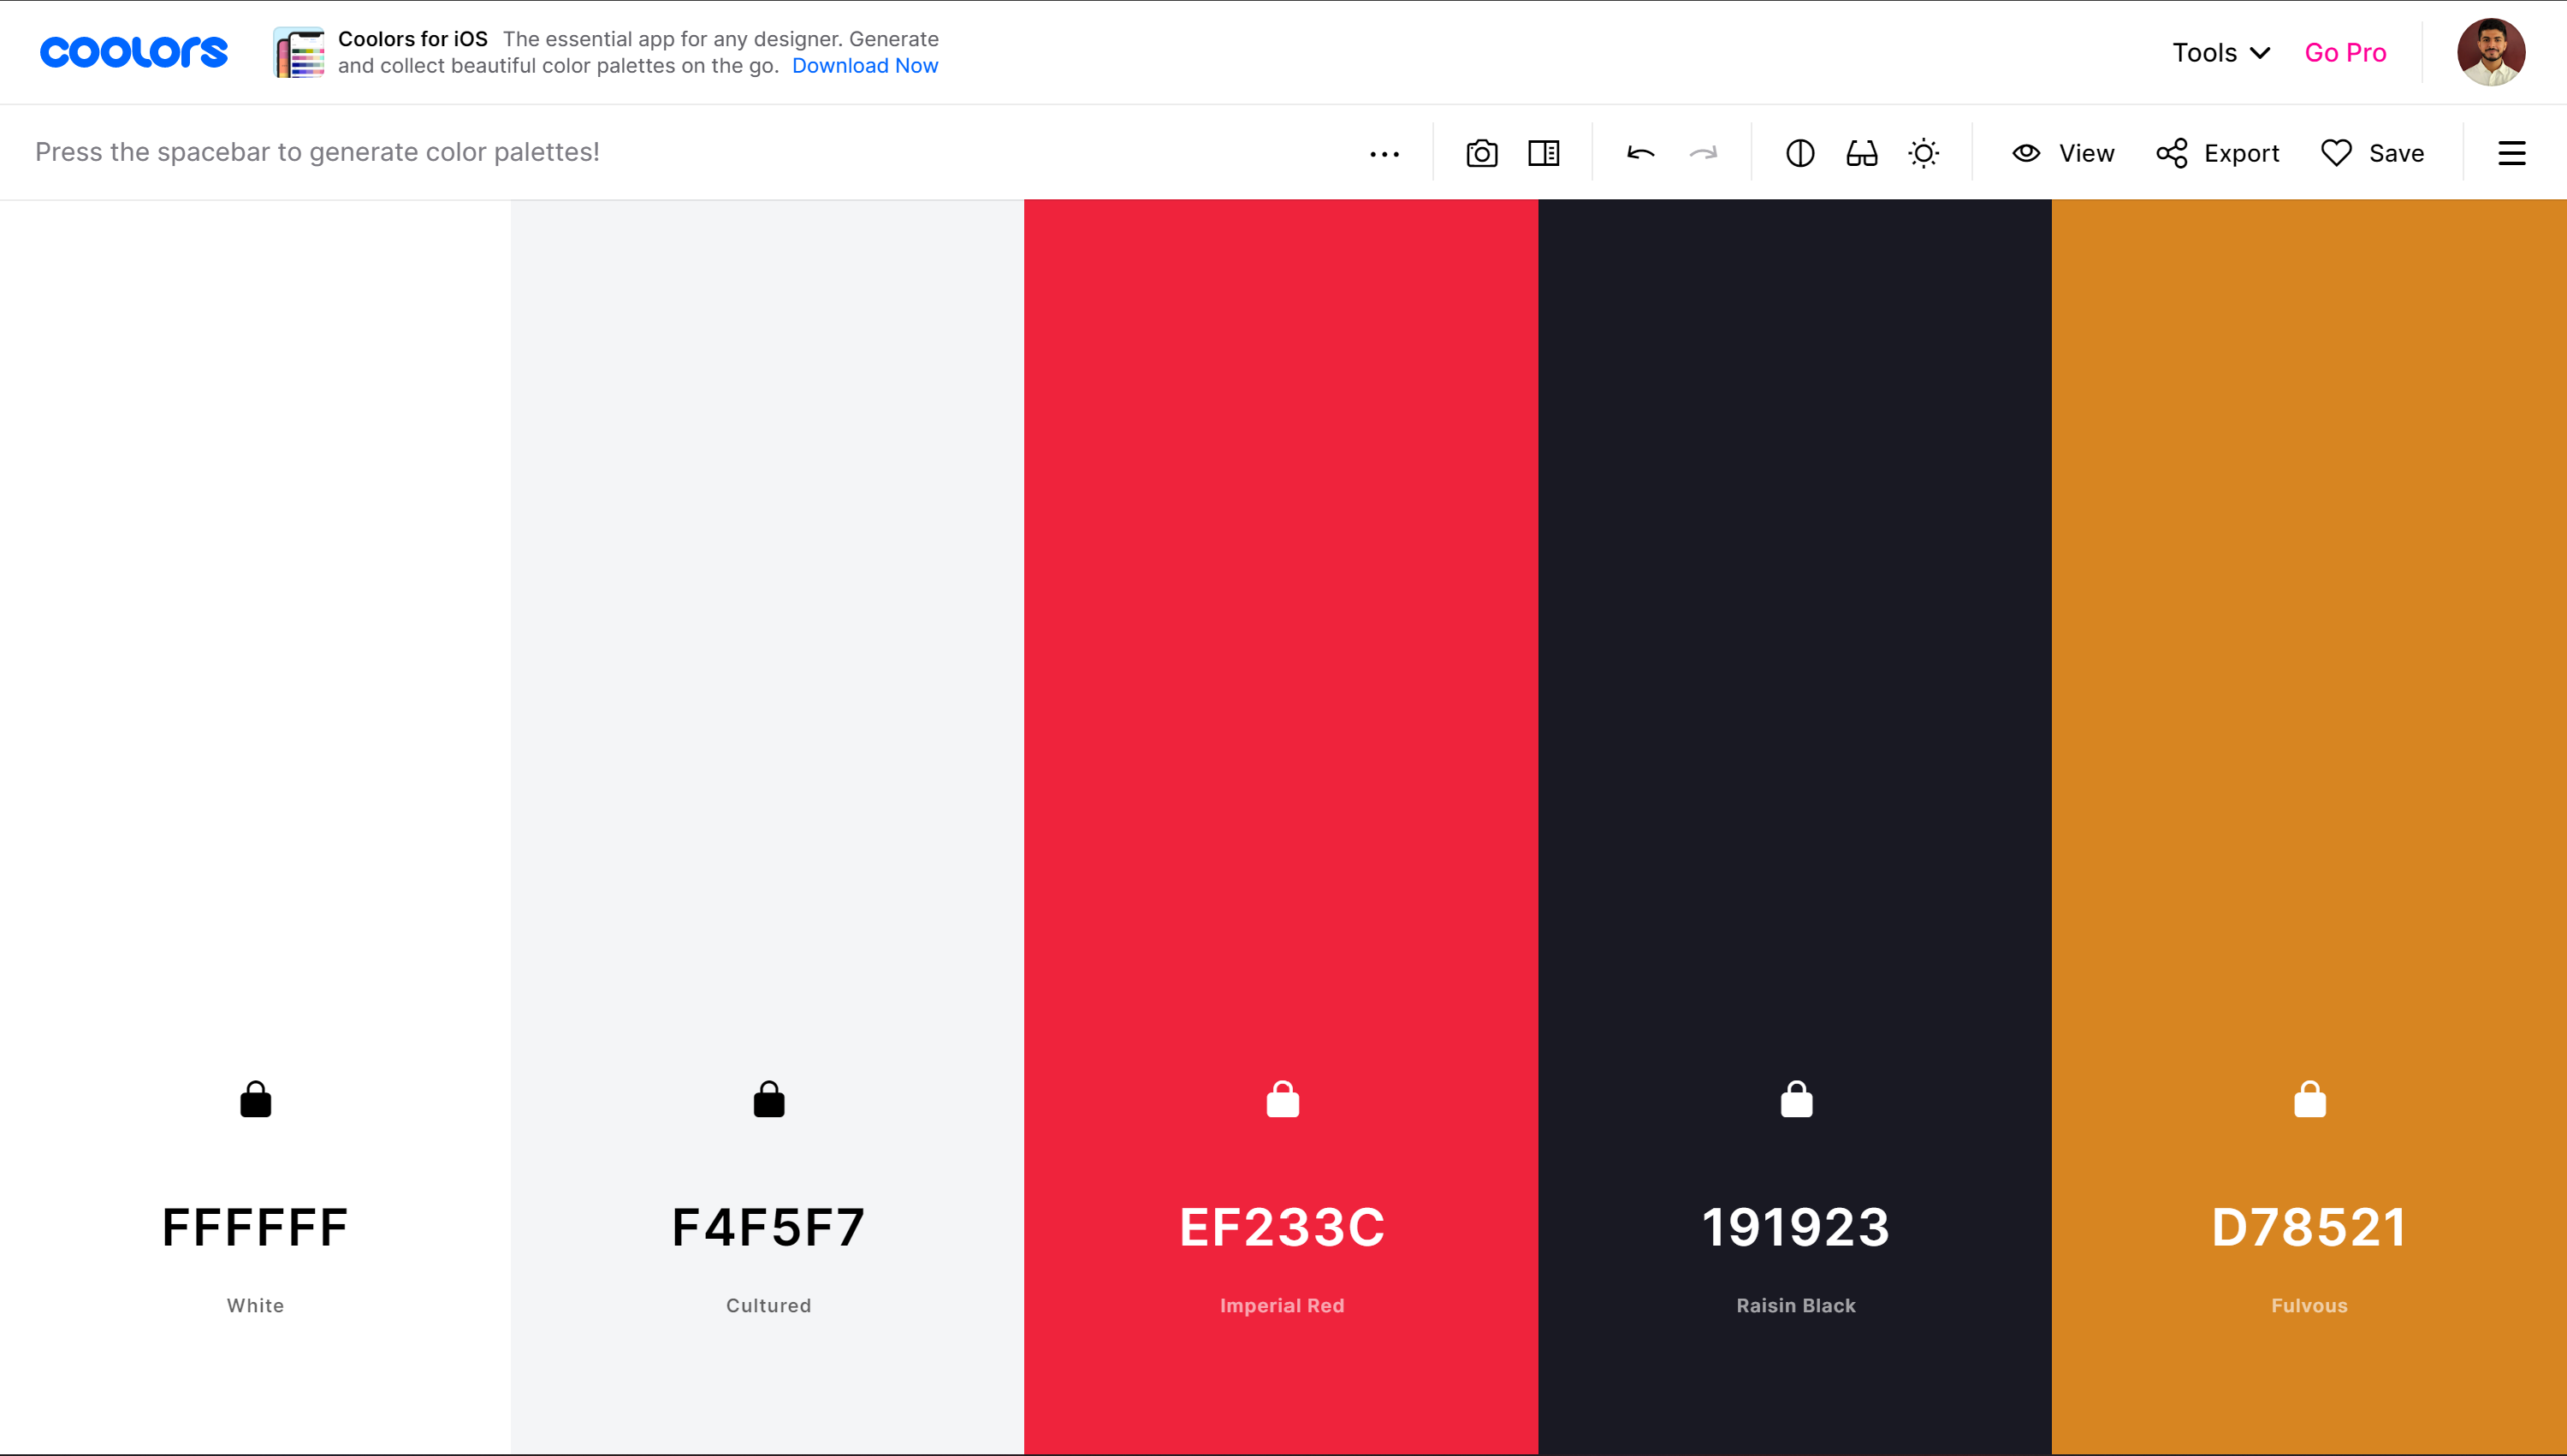 coolors
Coolors for iOS The essential app for any designer. Generate
and collect beautiful color palettes on the go. Download Now
Tools
Go Pro
Press the spacebar to generate color palettes!
View
Export
Save
FFFFFF
White
F4F5F7
Cultured
EF233C
Imperial Red
191923
Raisin Black
D78521
Fulvous